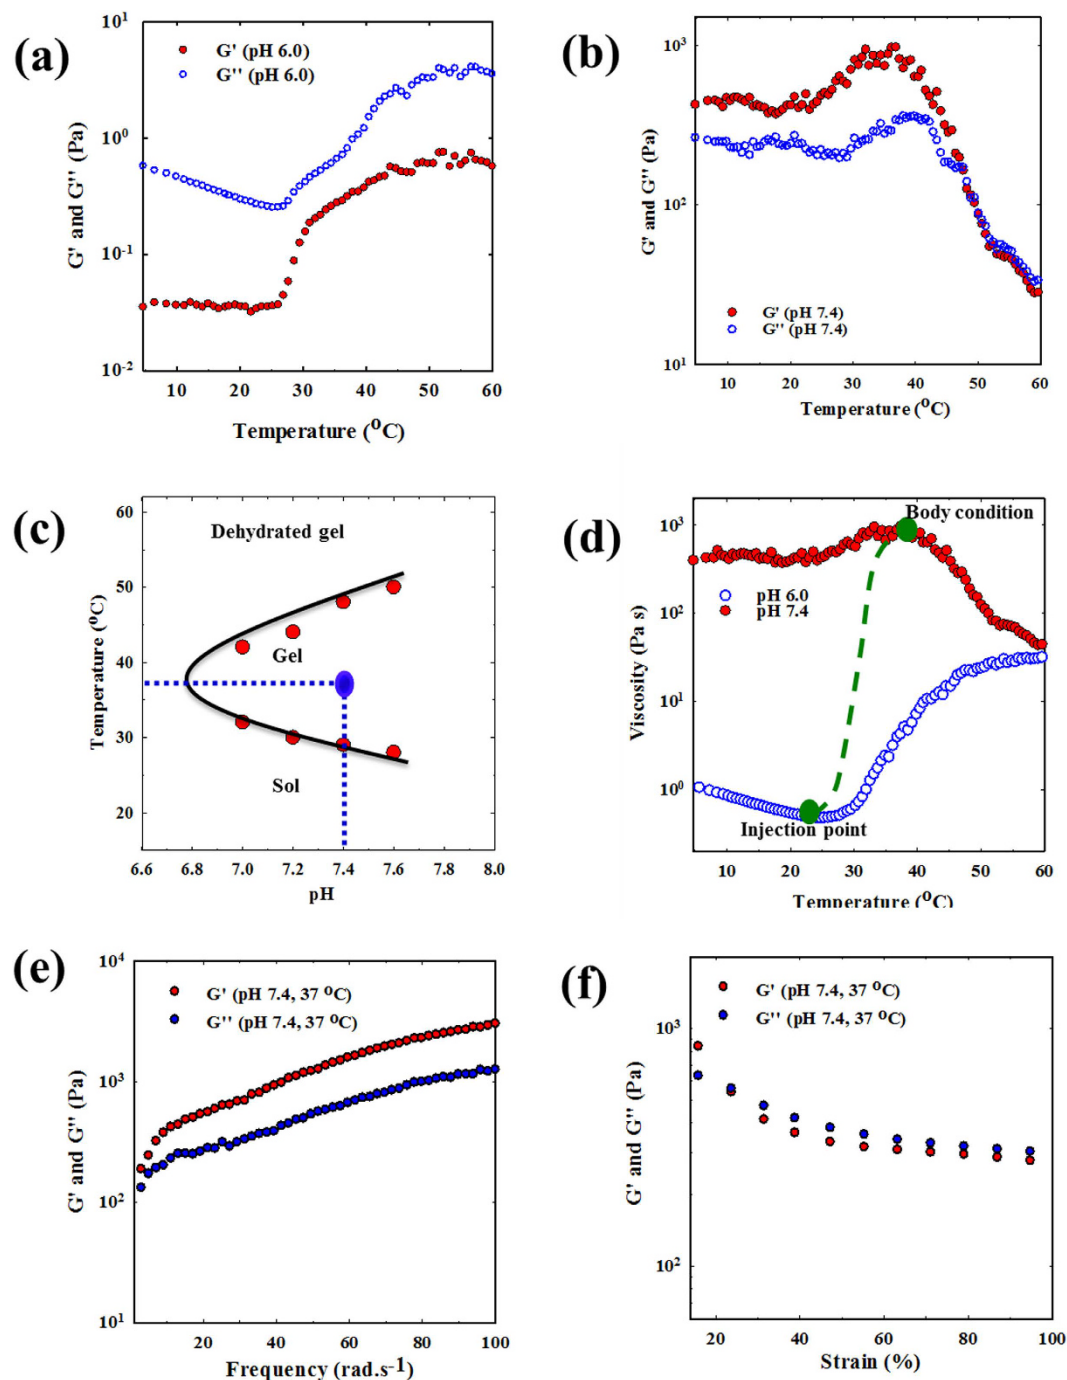 (a)
G' (pH 6.0)
G'' (pH 6.0)
10¹
10⁰
10⁻¹
10⁻²
G' and G'' (Pa)
10 20 30 40 50 60
Temperature (⁰C)
(b)
10³
10²
10¹
G' and G'' (Pa)
G' (pH 7.4)
G'' (pH 7.4)
10 20 30 40 50 60
Temperature (⁰C)
(c)
60
50
40
30
20
Temperature (⁰C)
Dehydrated gel
Gel
Sol
6.6 6.8 7.0 7.2 7.4 7.6 7.8 8.0
pH
(d)
10³
10²
10¹
10⁰
Viscosity (Pa s)
Body condition
pH 6.0
pH 7.4
Injection point
10 20 30 40 50 60
Temperature (⁰C)
(e)
10⁴
10³
10²
10¹
G' and G'' (Pa)
G' (pH 7.4, 37 ⁰C)
G'' (pH 7.4, 37 ⁰C)
20 40 60 80 100
Frequency (rad.s⁻¹)
(f)
10³
10²
G' and G'' (Pa)
G' (pH 7.4, 37 ⁰C)
G'' (pH 7.4, 37 ⁰C)
20 40 60 80 100
Strain (%)